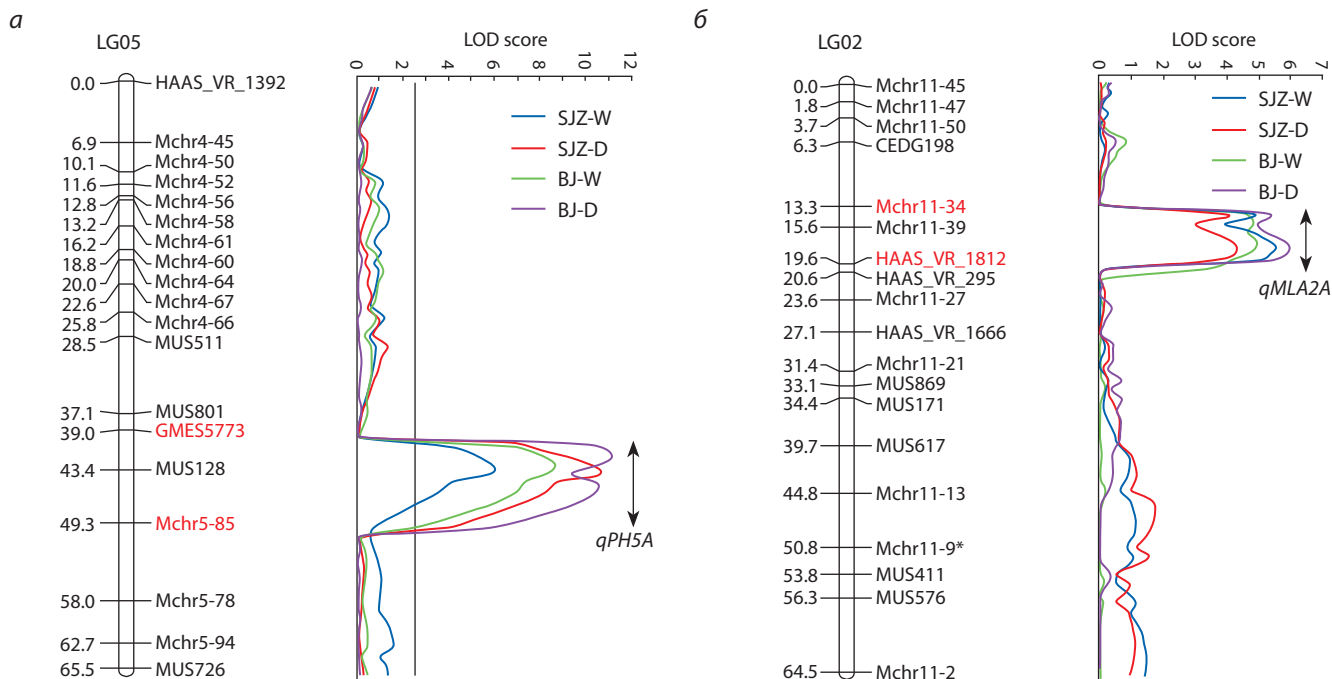 а
LG05
LOD score
0 2 4 6 8 10 12
0.0 HAAS_VR_1392
6.9 Mchr4-45
10.1 Mchr4-50
11.6 Mchr4-52
12.8 Mchr4-56
13.2 Mchr4-58
16.2 Mchr4-61
18.8 Mchr4-60
20.0 Mchr4-64
22.6 Mchr4-67
25.8 Mchr4-66
28.5 MUS511
37.1 MUS801
39.0 GMES5773
43.4 MUS128
49.3 Mchr5-85
58.0 Mchr5-78
62.7 Mchr5-94
65.5 MUS726
SJZ-W
SJZ-D
BJ-W
BJ-D
qPH5A
б
LG02
LOD score
0 1 2 3 4 5 6 7
0.0 Mchr11-45
1.8 Mchr11-47
3.7 Mchr11-50
6.3 CEDG198
13.3 Mchr11-34
15.6 Mchr11-39
19.6 HAAS_VR_1812
20.6 HAAS_VR_295
23.6 Mchr11-27
27.1 HAAS_VR_1666
31.4 Mchr11-21
33.1 MUS869
34.4 MUS171
39.7 MUS617
44.8 Mchr11-13
50.8 Mchr11-9*
53.8 MUS411
56.3 MUS576
64.5 Mchr11-2
SJZ-W
SJZ-D
BJ-W
BJ-D
qMLA2A